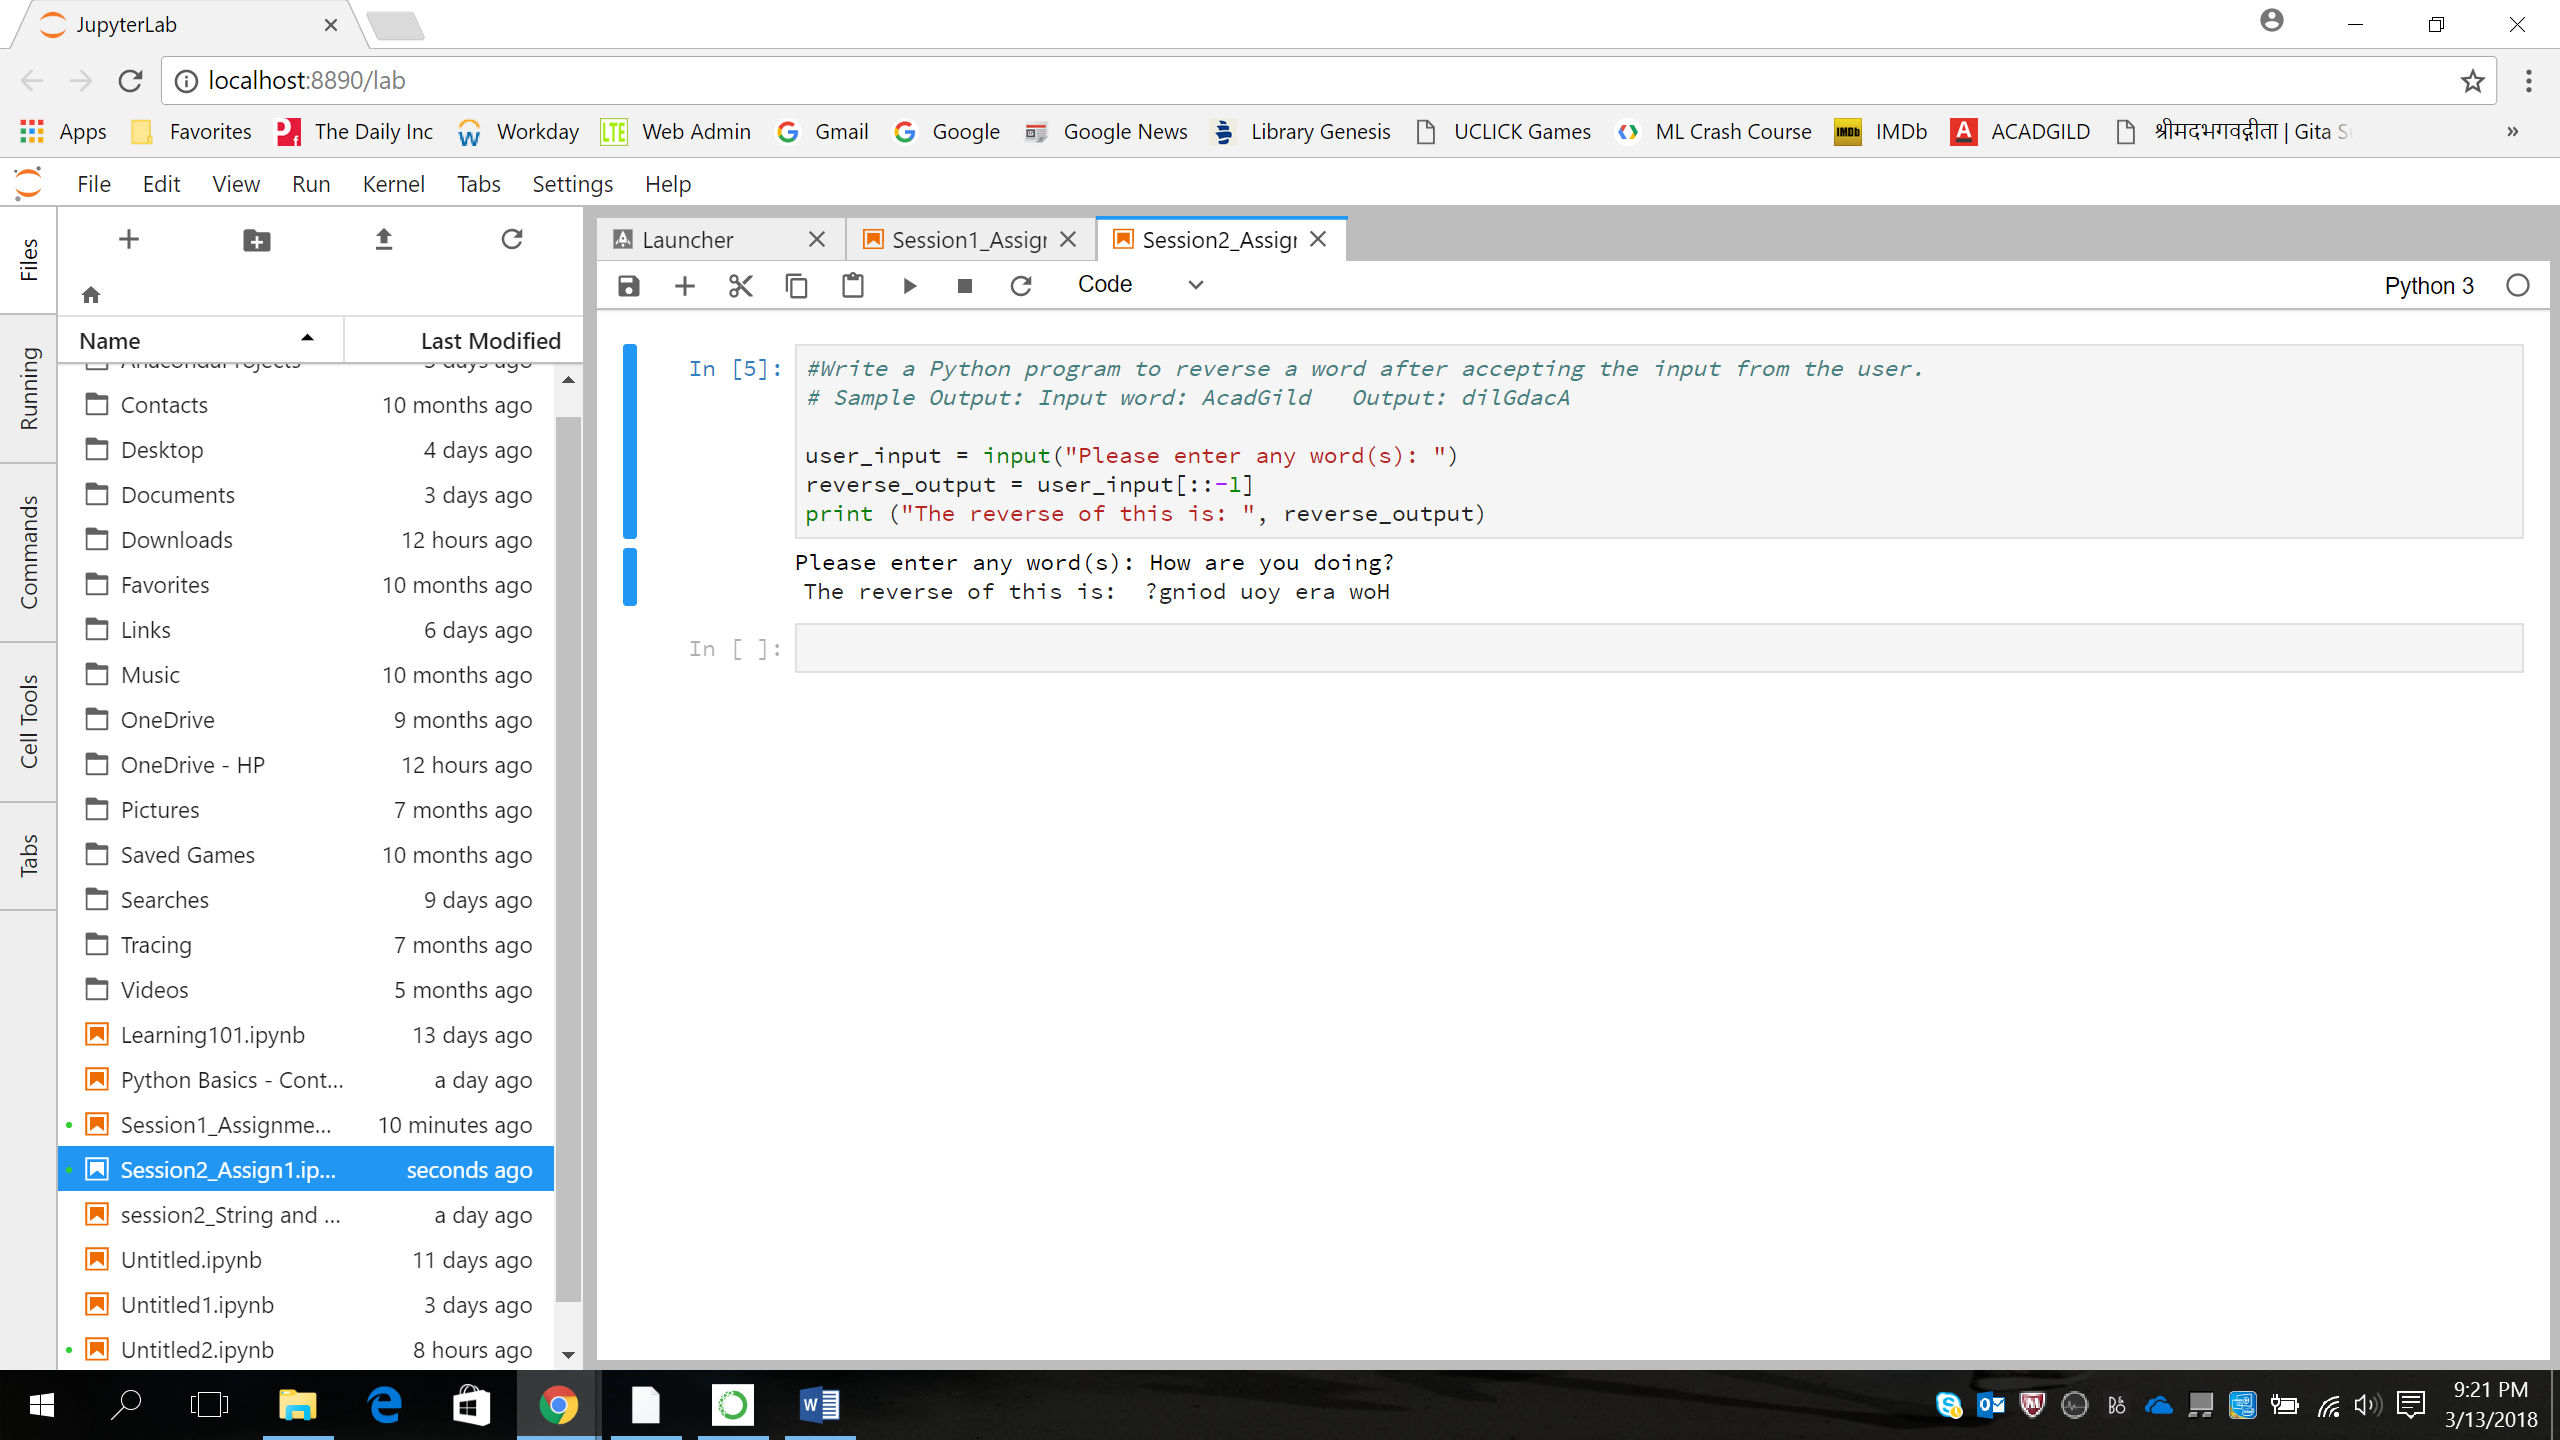 JupyterLab
localhost:8890/lab
Apps Favorites The Daily Inc Workday Web Admin Gmail Google Google News Library Genesis UCLICK Games ML Crash Course IMDb ACADGILD श्रीमदभगवद्गीता | Gita S »
File Edit View Run Kernel Tabs Settings Help
Files
Running
Commands
Cell Tools
Tabs
Name Last Modified
AnacondaProjects 3 days ago
Contacts 10 months ago
Desktop 4 days ago
Documents 3 days ago
Downloads 12 hours ago
Favorites 10 months ago
Links 6 days ago
Music 10 months ago
OneDrive 9 months ago
OneDrive - HP 12 hours ago
Pictures 7 months ago
Saved Games 10 months ago
Searches 9 days ago
Tracing 7 months ago
Videos 5 months ago
Learning101.ipynb 13 days ago
Python Basics - Cont... a day ago
Session1_Assignme... 10 minutes ago
Session2_Assign1.ip... seconds ago
session2_String and ... a day ago
Untitled.ipynb 11 days ago
Untitled1.ipynb 3 days ago
Untitled2.ipynb 8 hours ago
Launcher Session1_Assigr Session2_Assigr
Code Python 3
In [5]: #Write a Python program to reverse a word after accepting the input from the user.
# Sample Output: Input word: AcadGild   Output: dilGdacA
user_input = input("Please enter any word(s): ")
reverse_output = user_input[::-1]
print ("The reverse of this is: ", reverse_output)
Please enter any word(s): How are you doing?
The reverse of this is:  ?gniod uoy era woH
In [ ]:
9:21 PM
3/13/2018